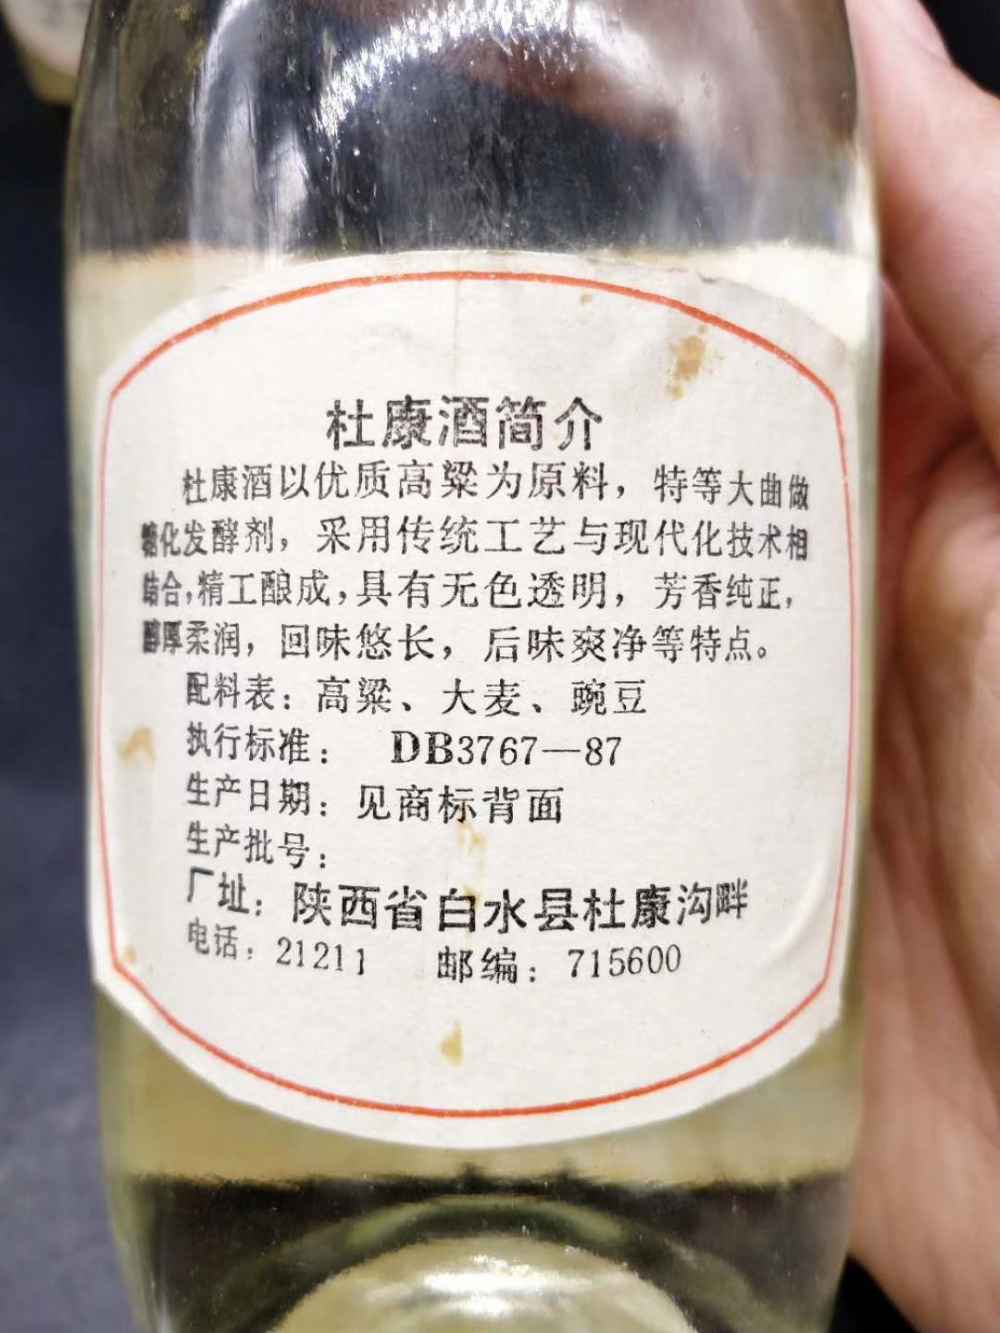 杜康酒简介
杜康酒以优质高粱为原料，特等大曲做
糖化发酵剂，采用传统工艺与现代化技术相
结合，精工酿成，具有无色透明，芳香纯正，
醇厚柔润，回味悠长，后味爽净等特点。
配料表：高粱、大麦、豌豆
执行标准： DB3767—87
生产日期：见商标背面
生产批号：
厂址：陕西省白水县杜康沟畔
电话：21211 邮编：715600